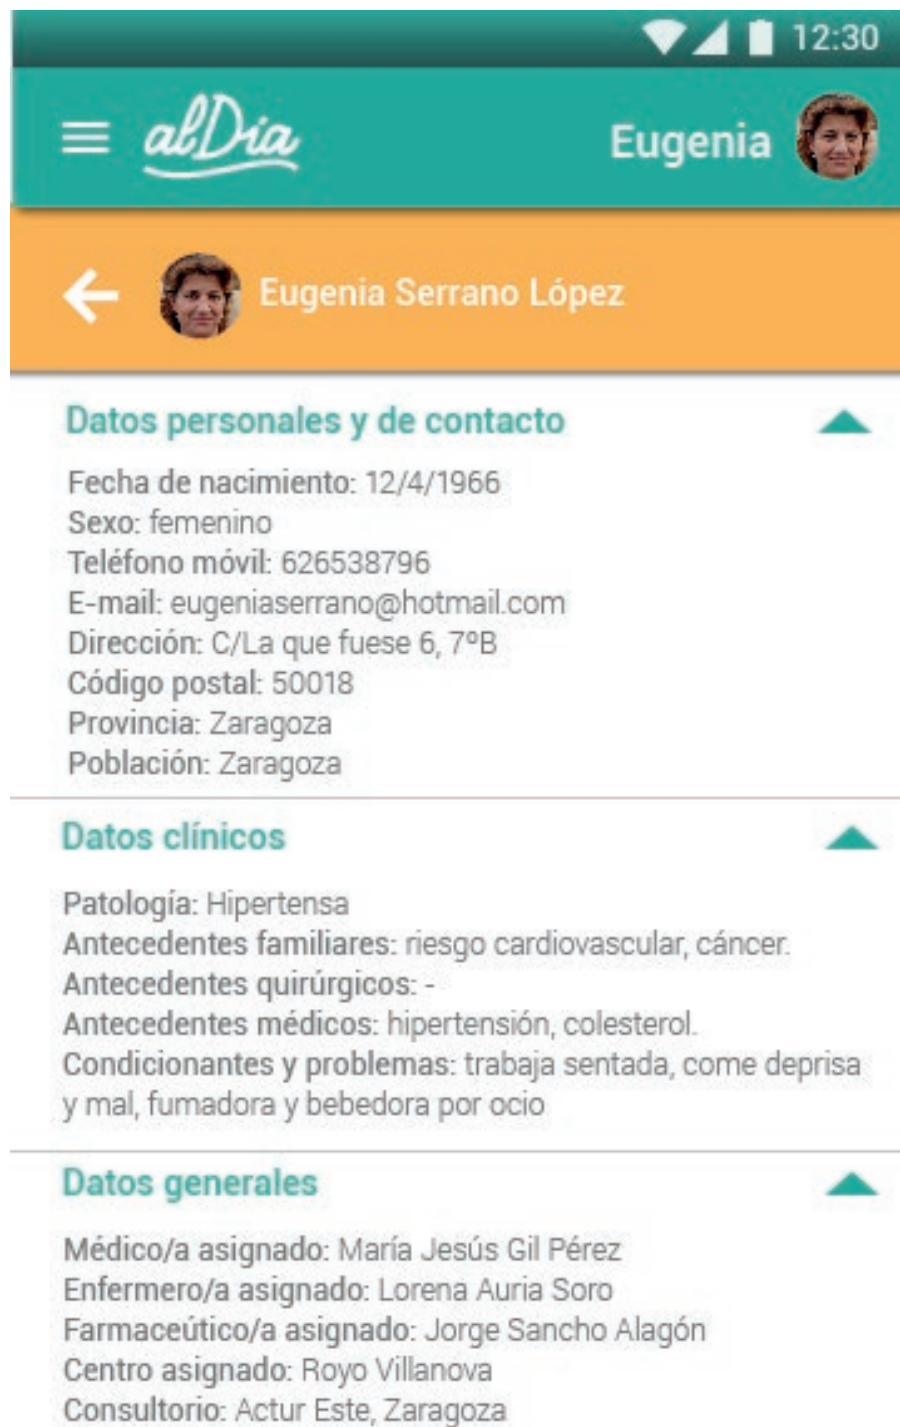 12:30
alDía
Eugenia
Eugenia Serrano López
Datos personales y de contacto
Fecha de nacimiento: 12/4/1966
Sexo: femenino
Teléfono móvil: 626538796
E-mail: eugeniaserrano@hotmail.com
Dirección: C/La que fuese 6, 7ºB
Código postal: 50018
Provincia: Zaragoza
Población: Zaragoza
Datos clínicos
Patología: Hipertensa
Antecedentes familiares: riesgo cardiovascular, cáncer.
Antecedentes quirúrgicos: -
Antecedentes médicos: hipertensión, colesterol.
Condicionantes y problemas: trabaja sentada, come deprisa
y mal, fumadora y bebedora por ocio
Datos generales
Médico/a asignado: María Jesús Gil Pérez
Enfermero/a asignado: Lorena Auria Soro
Farmaceútico/a asignado: Jorge Sancho Alagón
Centro asignado: Royo Villanova
Consultorio: Actur Este, Zaragoza